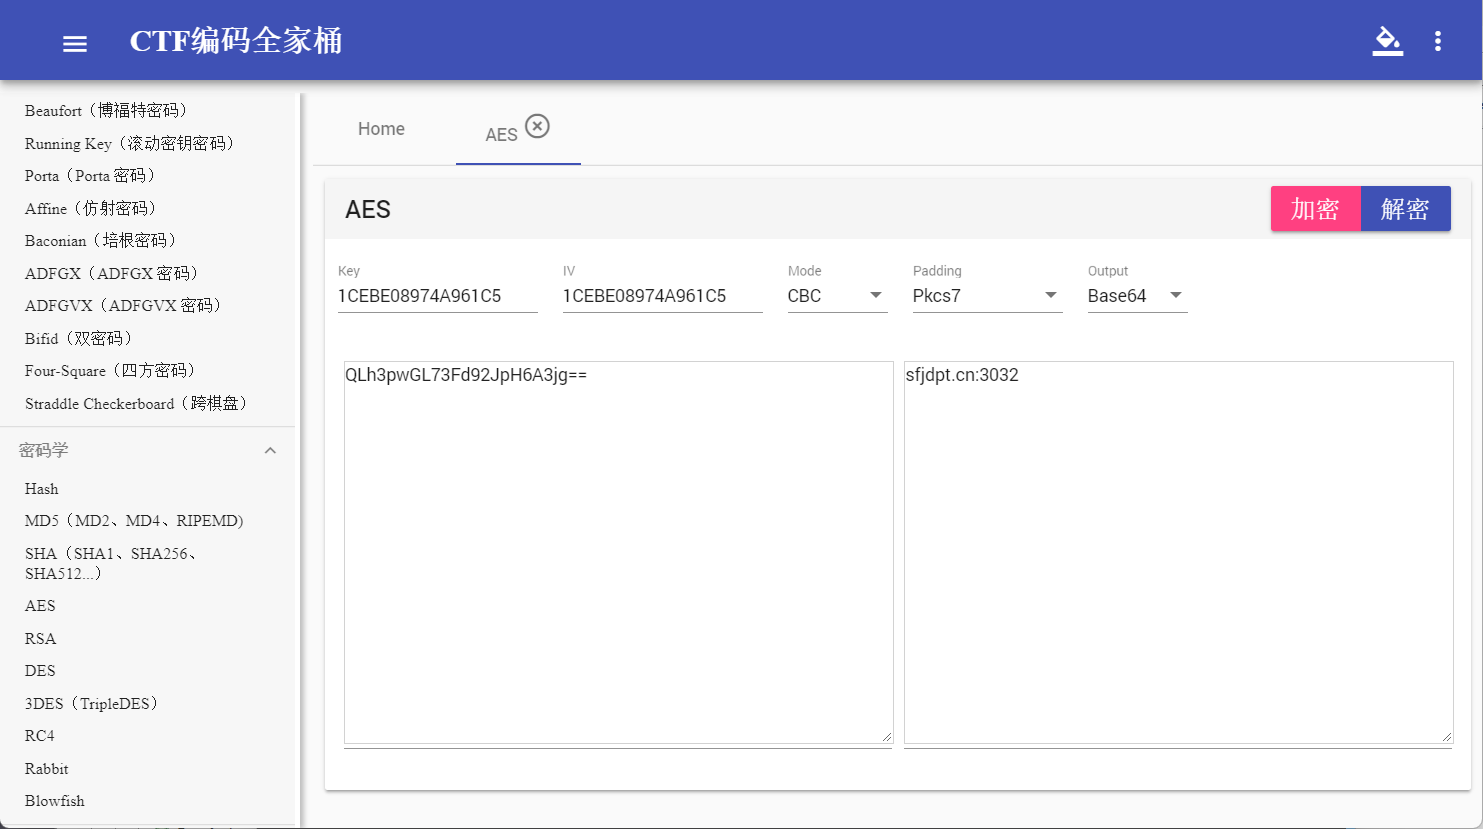 CTF编码全家桶
Beaufort（博福特密码）
Running Key（滚动密钥密码）
Porta（Porta 密码）
Affine（仿射密码）
Baconian（培根密码）
ADFGX（ADFGX 密码）
ADFGVX（ADFGVX 密码）
Bifid（双密码）
Four-Square（四方密码）
Straddle Checkerboard（跨棋盘）
密码学
Hash
MD5（MD2、MD4、RIPEMD)
SHA（SHA1、SHA256、
SHA512...）
AES
RSA
DES
3DES（TripleDES）
RC4
Rabbit
Blowfish
Home
AES
AES
加密
解密
Key
1CEBE08974A961C5
IV
1CEBE08974A961C5
Mode
CBC
Padding
Pkcs7
Output
Base64
QLh3pwGL73Fd92JpH6A3jg==
sfjdpt.cn:3032